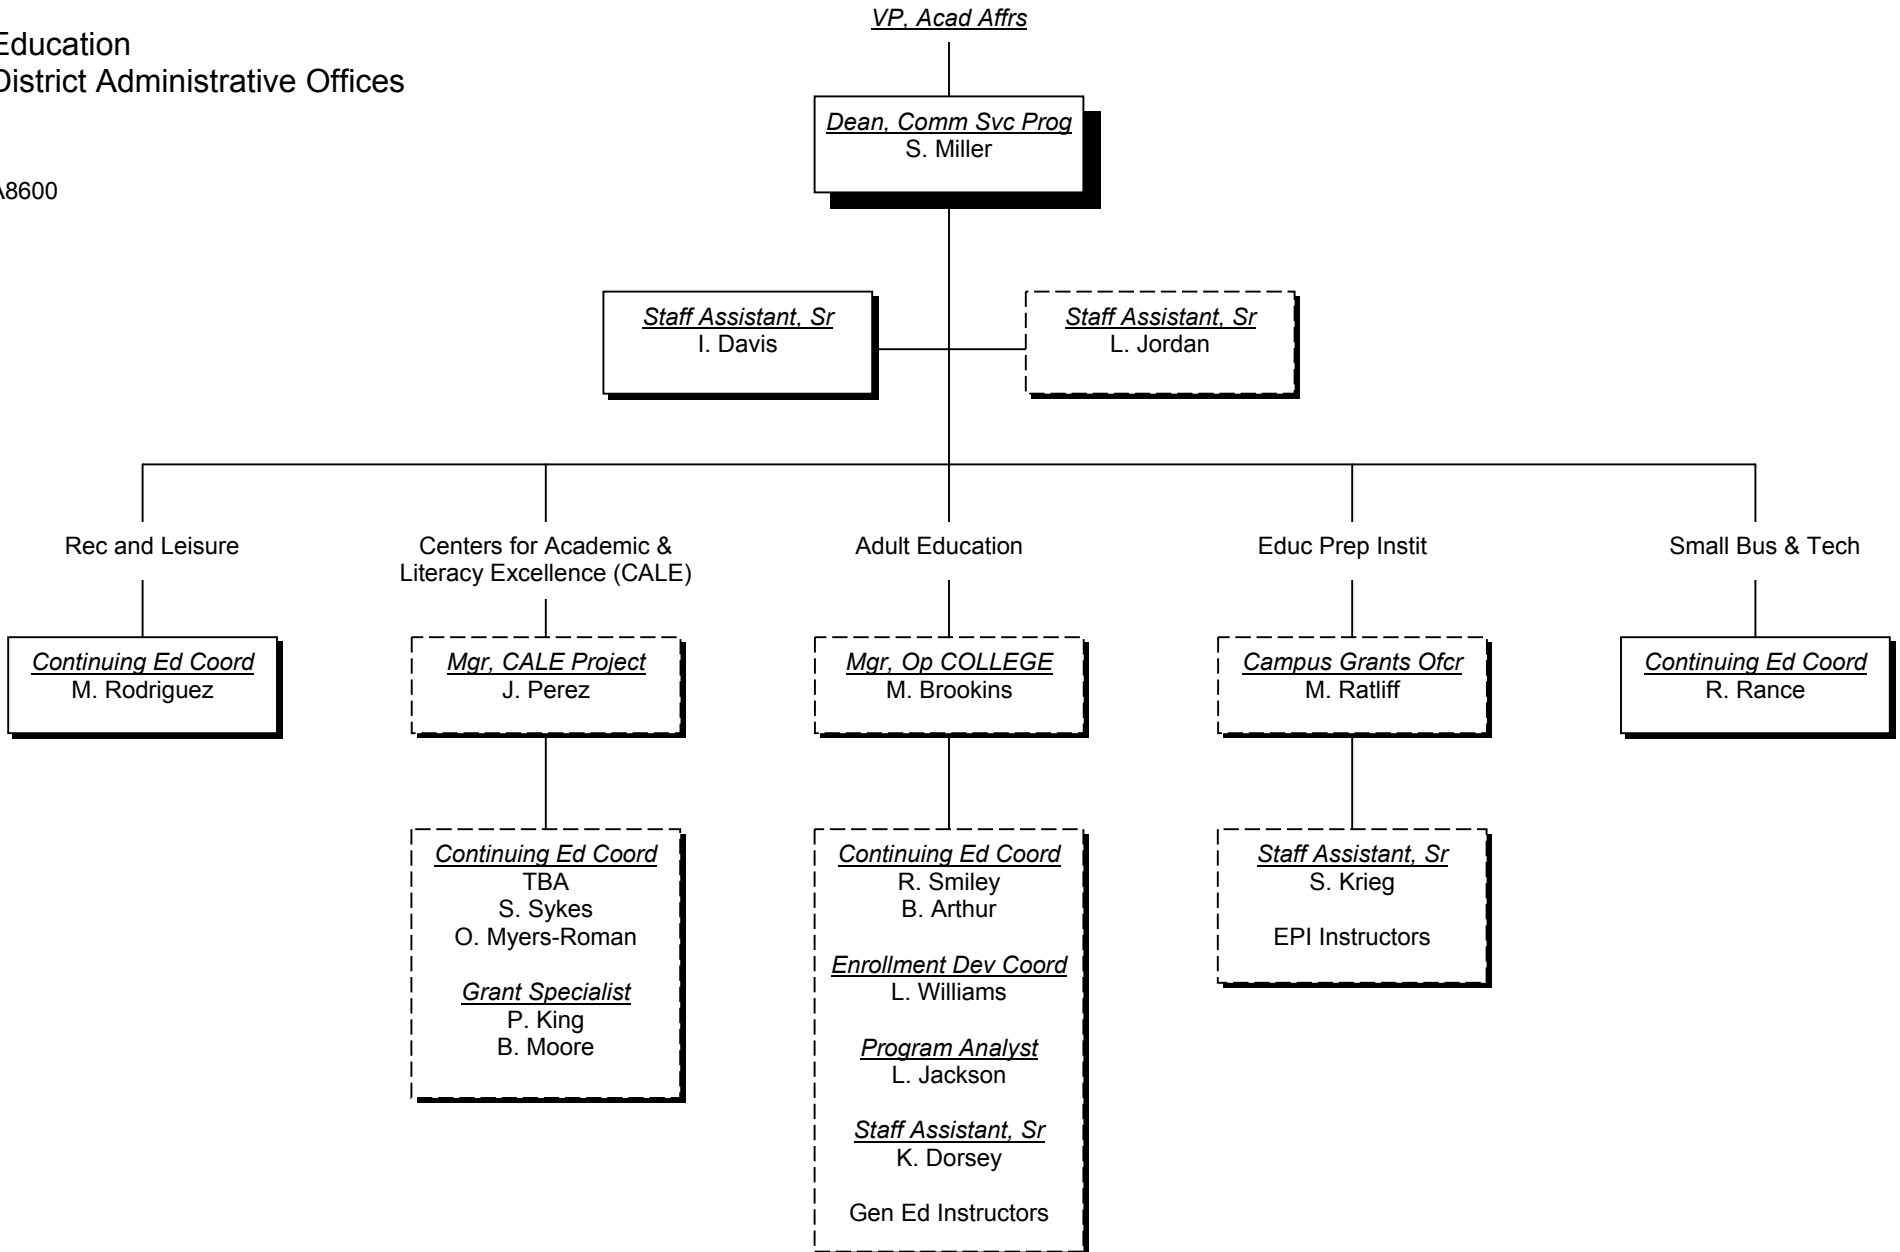 VP, Acad Affrs
Education
District Administrative Offices
Dean, Comm Svc Prog
S. Miller
A8600
Staff Assistant, Sr
I. Davis
Staff Assistant, Sr
L. Jordan
Rec and Leisure
Centers for Academic &
Literacy Excellence (CALE)
Adult Education
Educ Prep Instit
Small Bus & Tech
Continuing Ed Coord
M. Rodriguez
Mgr, CALE Project
J. Perez
Mgr, Op COLLEGE
M. Brookins
Campus Grants Ofcr
M. Ratliff
Continuing Ed Coord
R. Rance
Continuing Ed Coord
TBA
S. Sykes
O. Myers-Roman
Grant Specialist
P. King
B. Moore
Continuing Ed Coord
R. Smiley
B. Arthur
Enrollment Dev Coord
L. Williams
Program Analyst
L. Jackson
Staff Assistant, Sr
K. Dorsey
Gen Ed Instructors
Staff Assistant, Sr
S. Krieg
EPI Instructors